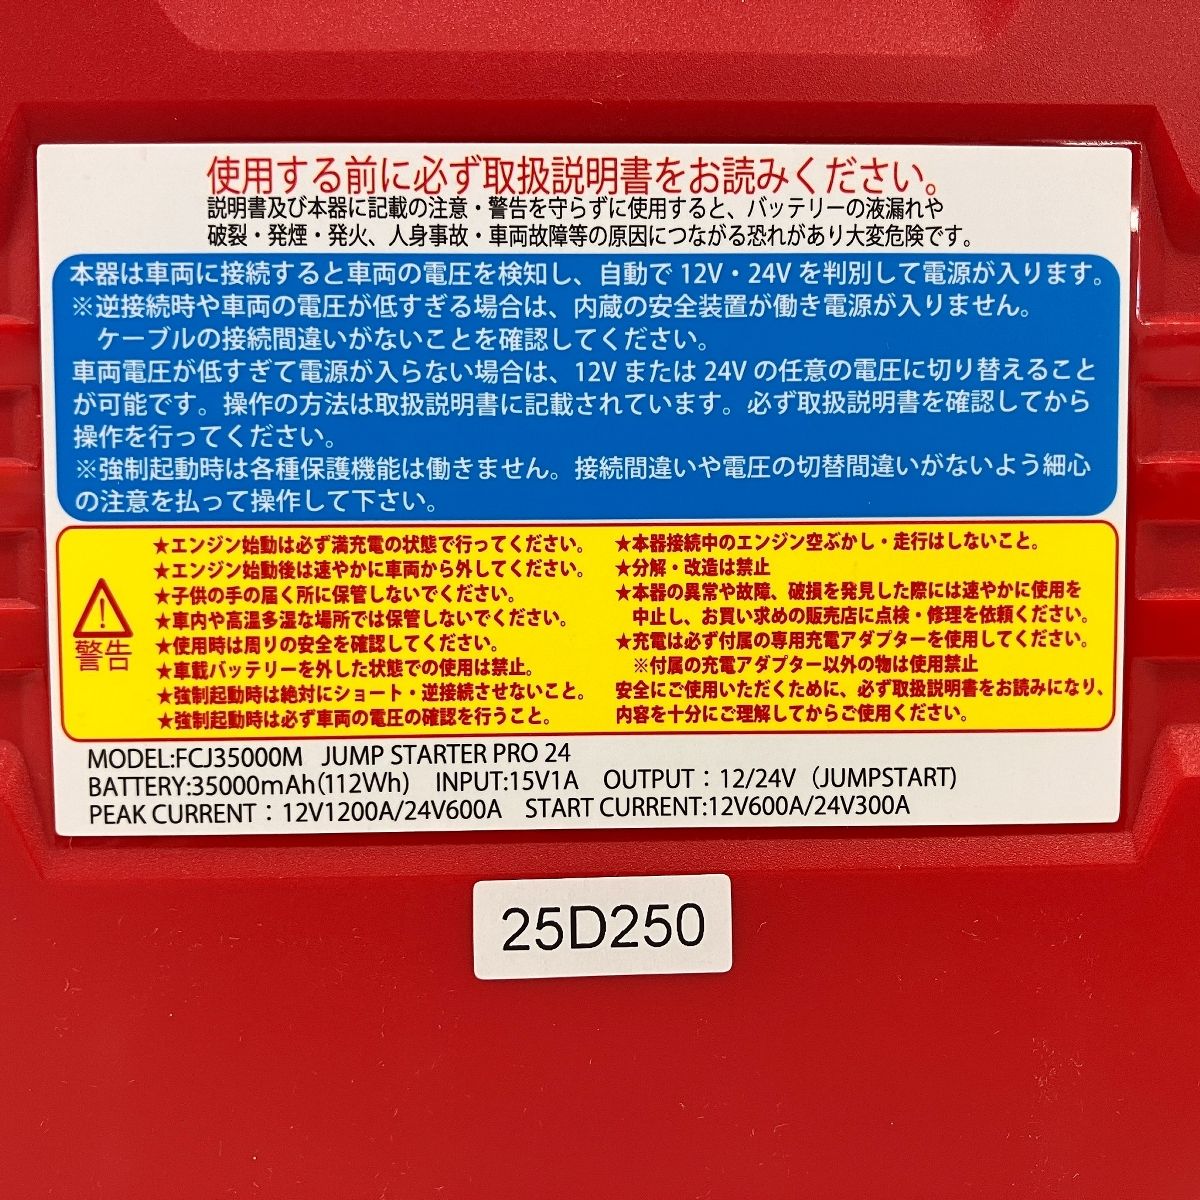 使用する前に必ず取扱説明書をお読みください。
説明書及び本器に記載の注意・警告を守らずに使用すると、バッテリーの液漏れや
破裂・発煙・発火、人身事故・車両故障等の原因につながる恐れがあり大変危険です。
本器は車両に接続すると車両の電圧を検知し、自動で12V・24Vを判別して電源が入ります。
※逆接続時や車両の電圧が低すぎる場合は、内蔵の安全装置が働き電源が入りません。
ケーブルの接続間違いがないことを確認してください。
車両電圧が低すぎて電源が入らない場合は、12Vまたは24Vの任意の電圧に切り替えること
が可能です。操作の方法は取扱説明書に記載されています。必ず取扱説明書を確認してから
操作を行ってください。
※強制起動時は各種保護機能は働きません。接続間違いや電圧の切替間違いがないよう細心
の注意を払って操作して下さい。
警告
★エンジン始動は必ず満充電の状態で行ってください。
★エンジン始動後は速やかに車両から外してください。
★子供の手の届く所に保管しないでください。
★車内や高温多湿な場所では保管しないでください。
★使用時は周りの安全を確認してください。
★車載バッテリーを外した状態での使用は禁止。
★強制起動時は絶対にショート・逆接続させないこと。
★強制起動時は必ず車両の電圧の確認を行うこと。
★本器接続中のエンジン空ぶかし・走行はしないこと。
★分解・改造は禁止
★本器の異常や故障、破損を発見した際には速やかに使用を
中止し、お買い求めの販売店に点検・修理を依頼ください。
★充電は必ず付属の専用充電アダプターを使用してください。
※付属の充電アダプター以外の物は使用禁止
安全にご使用いただくために、必ず取扱説明書をお読みになり、
内容を十分にご理解してからご使用ください。
MODEL:FCJ35000M JUMP STARTER PRO 24
BATTERY:35000mAh(112Wh) INPUT:15V1A OUTPUT：12/24V（JUMPSTART)
PEAK CURRENT：12V1200A/24V600A START CURRENT:12V600A/24V300A
25D250